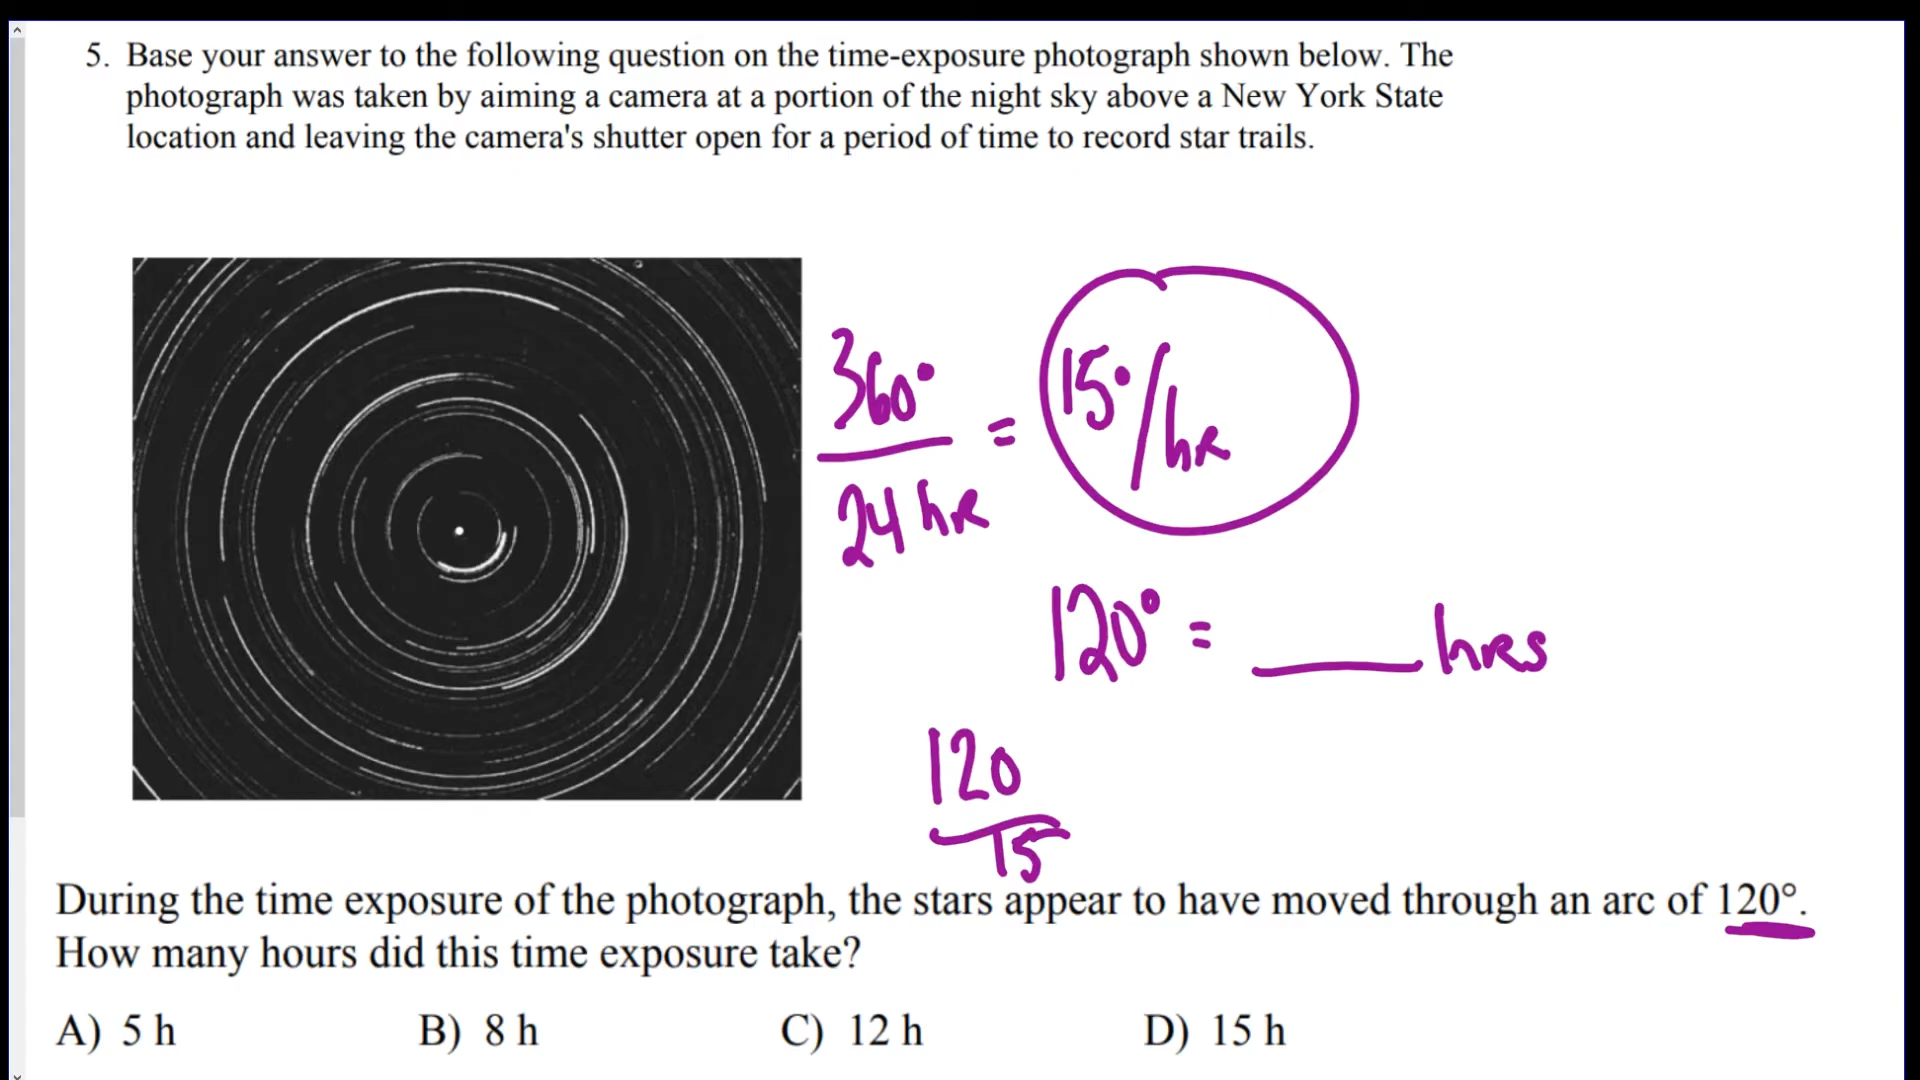 5. Base your answer to the following question on the time-exposure photograph shown below. The
photograph was taken by aiming a camera at a portion of the night sky above a New York State
location and leaving the camera's shutter open for a period of time to record star trails.
360°
24 hr
= 15°/hr
120° = ____ hrs
120
15
During the time exposure of the photograph, the stars appear to have moved through an arc of 120°.
How many hours did this time exposure take?
A) 5 h B) 8 h C) 12 h D) 15 h